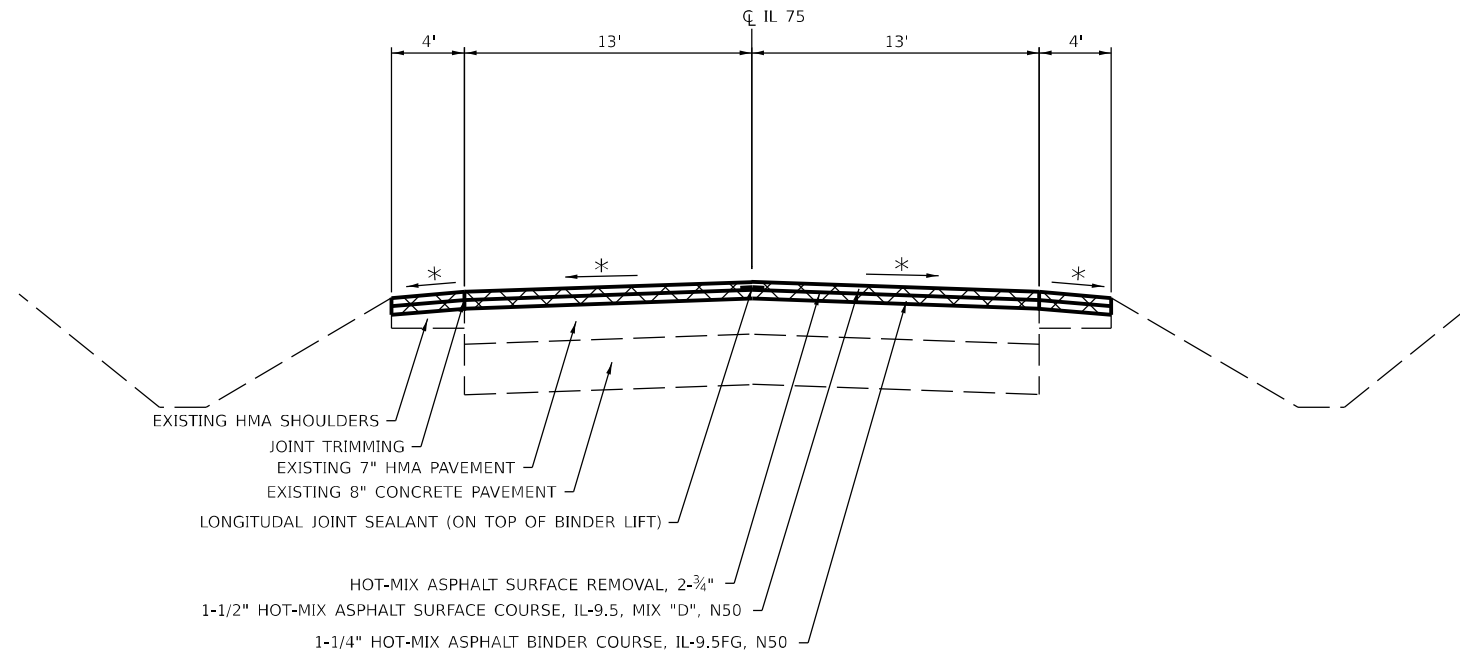 ℄ IL 75
4' 13' 13' 4'
* * * *
EXISTING HMA SHOULDERS
JOINT TRIMMING
EXISTING 7" HMA PAVEMENT
EXISTING 8" CONCRETE PAVEMENT
LONGITUDAL JOINT SEALANT (ON TOP OF BINDER LIFT)
HOT-MIX ASPHALT SURFACE REMOVAL, 2-¾"
1-1/2" HOT-MIX ASPHALT SURFACE COURSE, IL-9.5, MIX "D", N50
1-1/4" HOT-MIX ASPHALT BINDER COURSE, IL-9.5FG, N50